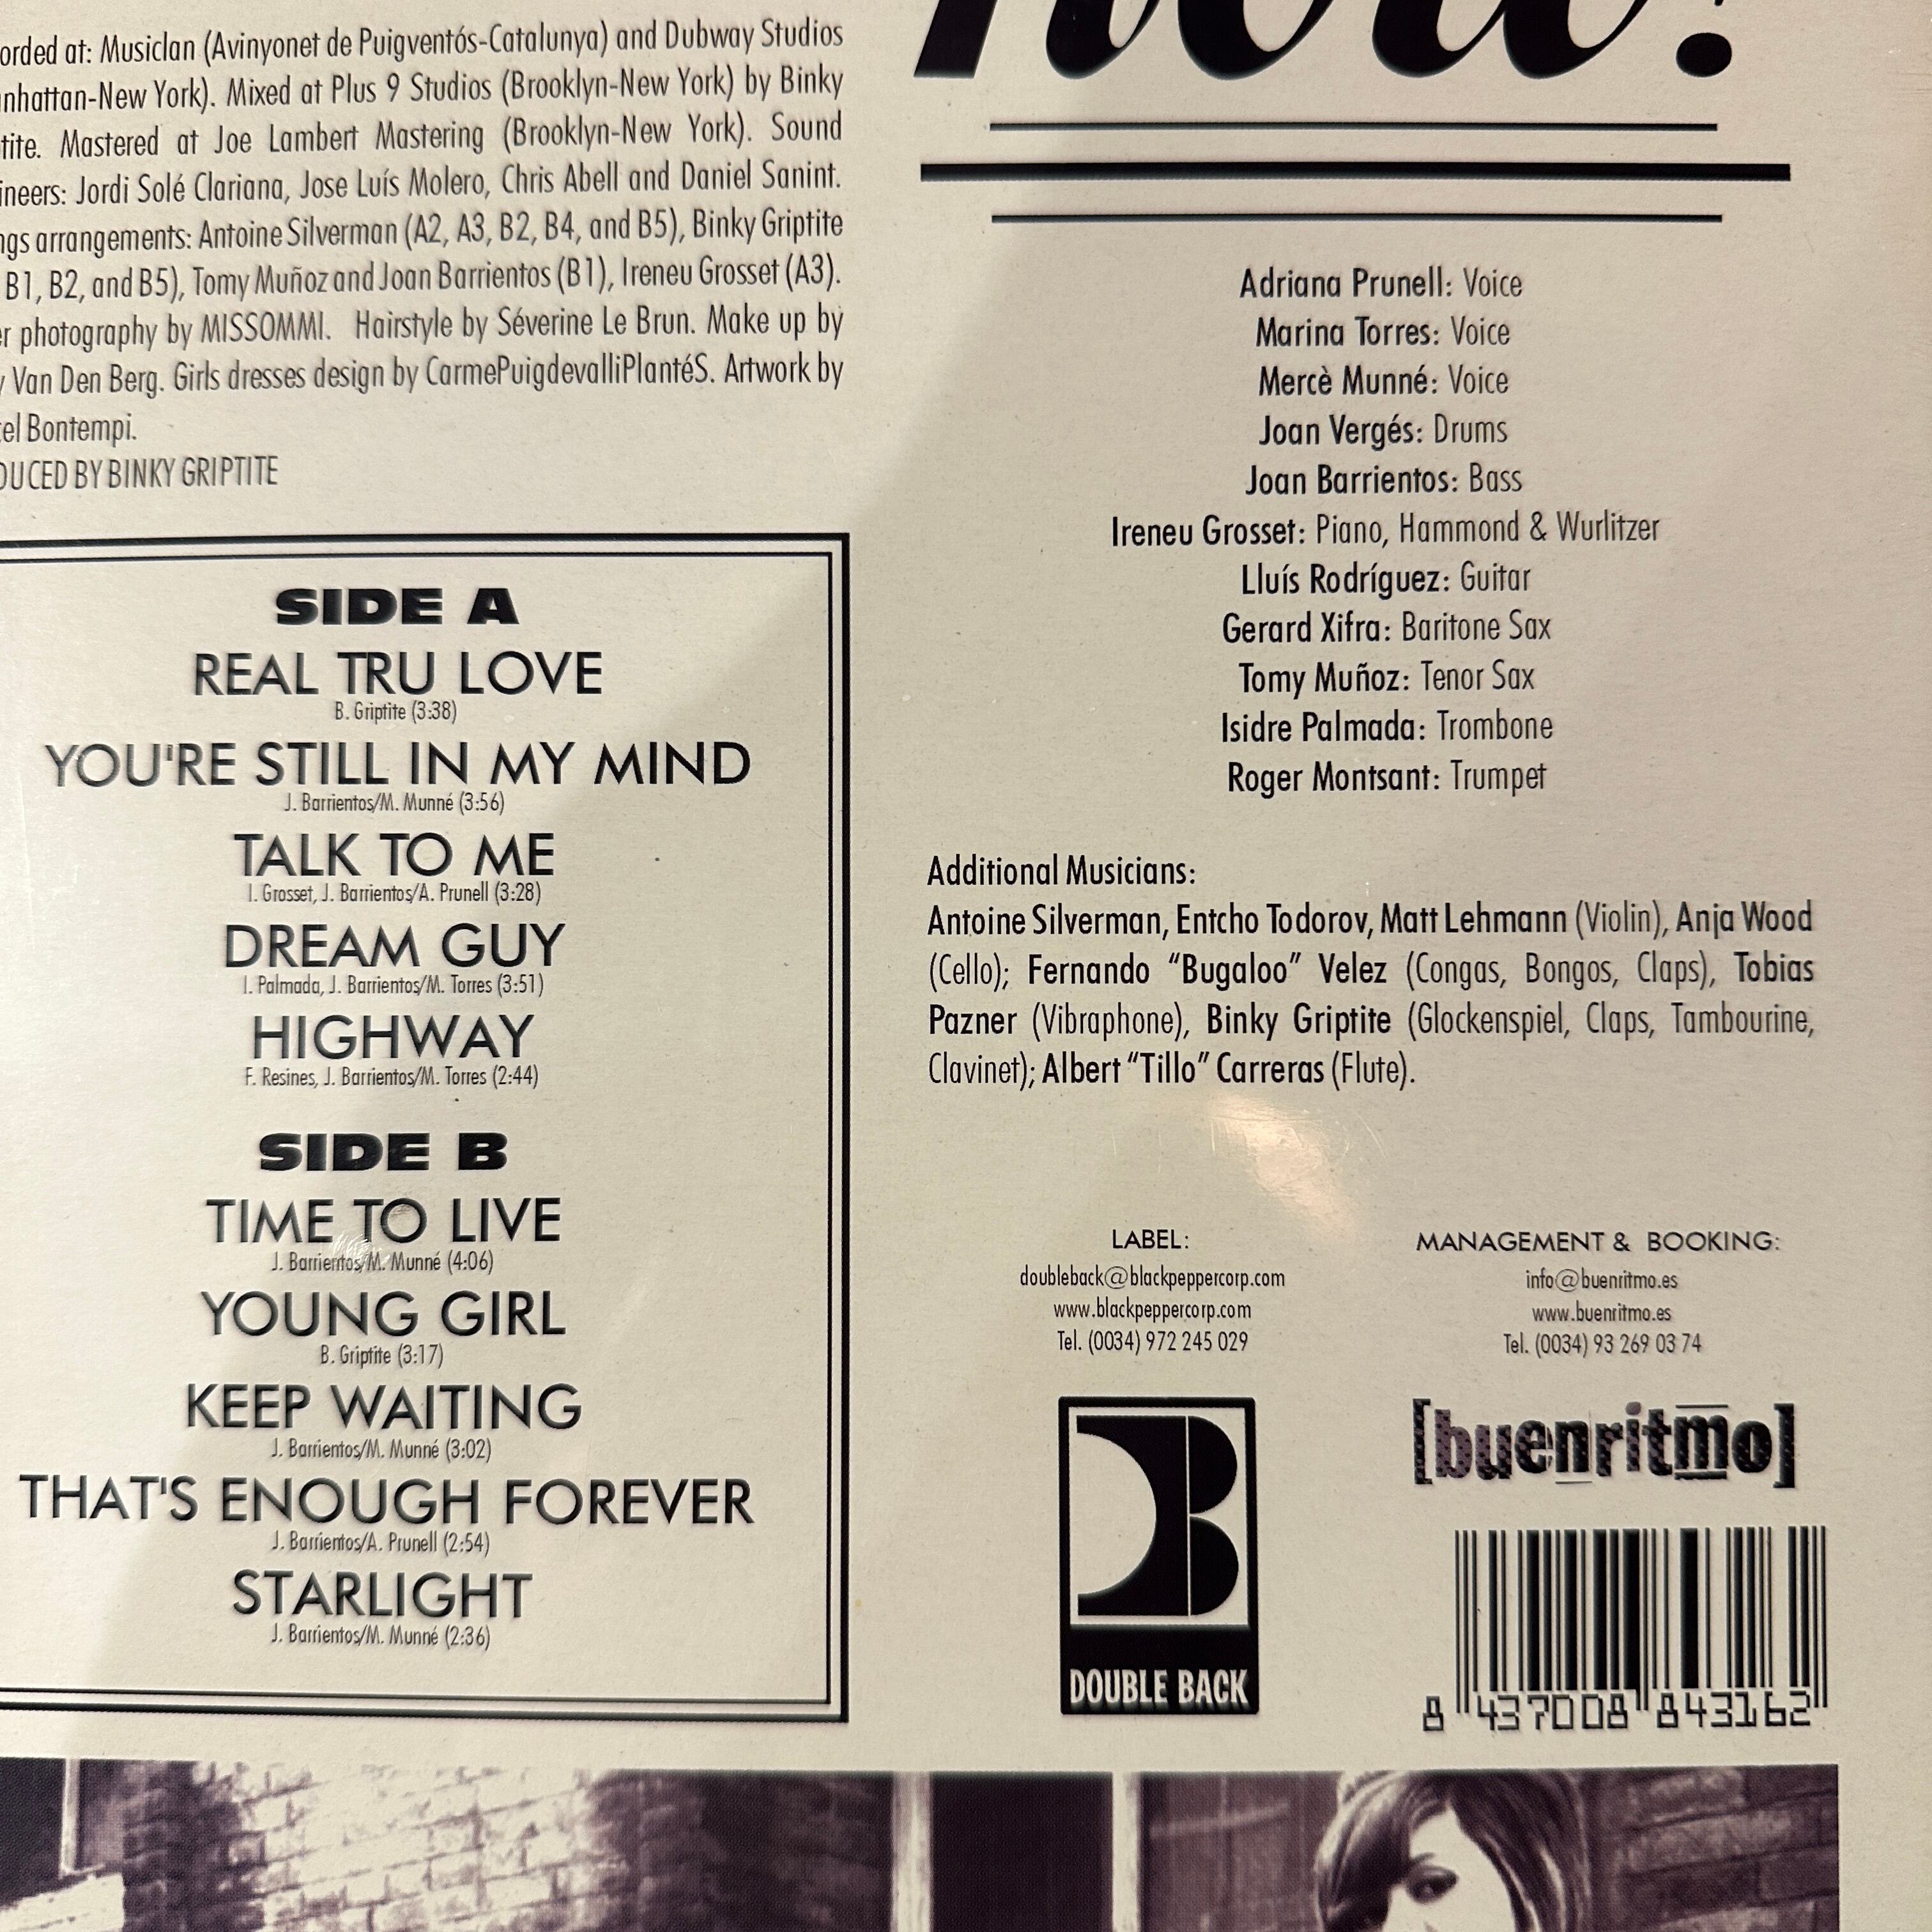 now!
orded at: Musiclan (Avinyonet de Puigventós-Catalunya) and Dubway Studios
nhattan-New York). Mixed at Plus 9 Studios (Brooklyn-New York) by Binky
tite. Mastered at Joe Lambert Mastering (Brooklyn-New York). Sound
ineers: Jordi Solé Clariana, Jose Luís Molero, Chris Abell and Daniel Sanint.
ngs arrangements: Antoine Silverman (A2, A3, B2, B4, and B5), Binky Griptite
B1, B2, and B5), Tomy Muñoz and Joan Barrientos (B1), Ireneu Grosset (A3).
er photography by MISSOMMI. Hairstyle by Séverine Le Brun. Make up by
y Van Den Berg. Girls dresses design by CarmePuigdevalliPlantéS. Artwork by
tel Bontempi.
DUCED BY BINKY GRIPTITE
SIDE A
REAL TRU LOVE
B. Griptite (3:38)
YOU'RE STILL IN MY MIND
J. Barrientos/M. Munné (3:56)
TALK TO ME
I. Grosset, J. Barrientos/A. Prunell (3:28)
DREAM GUY
I. Palmada, J. Barrientos/M. Torres (3:51)
HIGHWAY
F. Resines, J. Barrientos/M. Torres (2:44)
SIDE B
TIME TO LIVE
J. Barrientos/M. Munné (4:06)
YOUNG GIRL
B. Griptite (3:17)
KEEP WAITING
J. Barrientos/M. Munné (3:02)
THAT'S ENOUGH FOREVER
J. Barrientos/A. Prunell (2:54)
STARLIGHT
J. Barrientos/M. Munné (2:36)
Adriana Prunell: Voice
Marina Torres: Voice
Mercè Munné: Voice
Joan Vergés: Drums
Joan Barrientos: Bass
Ireneu Grosset: Piano, Hammond & Wurlitzer
Lluís Rodríguez: Guitar
Gerard Xifra: Baritone Sax
Tomy Muñoz: Tenor Sax
Isidre Palmada: Trombone
Roger Montsant: Trumpet
Additional Musicians:
Antoine Silverman, Entcho Todorov, Matt Lehmann (Violin), Anja Wood
(Cello); Fernando “Bugaloo” Velez (Congas, Bongos, Claps), Tobias
Pazner (Vibraphone), Binky Griptite (Glockenspiel, Claps, Tambourine,
Clavinet); Albert “Tillo” Carreras (Flute).
LABEL:
doubleback@blackpeppercorp.com
www.blackpeppercorp.com
Tel. (0034) 972 245 029
DOUBLE BACK
MANAGEMENT & BOOKING:
info@buenritmo.es
www.buenritmo.es
Tel. (0034) 93 269 03 74
[buenritmo]
8 437008 843162